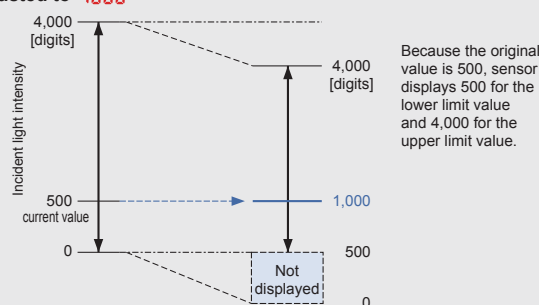 4,000
[digits]
Incident light intensity
500
current value
0
4,000
[digits]
1,000
500
Not
displayed
0
Because the original
value is 500, sensor
displays 500 for the
lower limit value
and 4,000 for the
upper limit value.